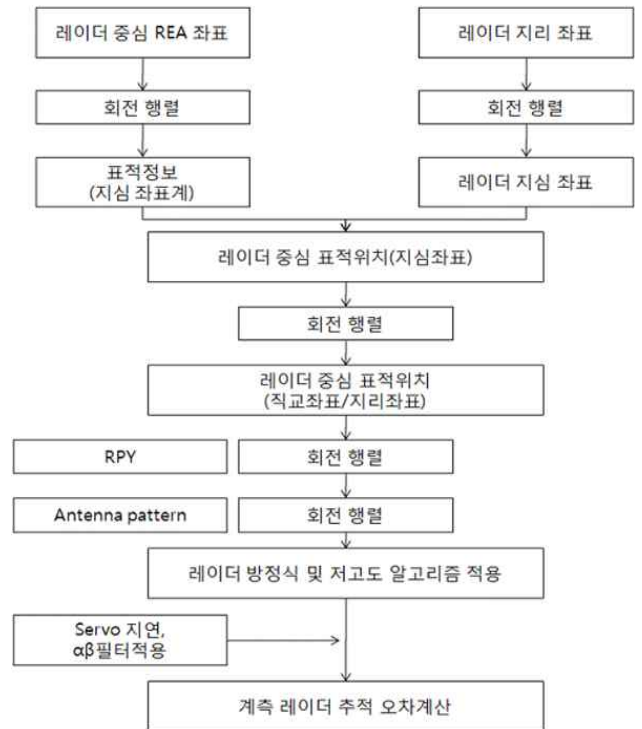 레이더 중심 REA 좌표
레이더 지리 좌표
회전 행렬
회전 행렬
표적정보
(지심 좌표계)
레이더 지심 좌표
레이더 중심 표적위치(지심좌표)
회전 행렬
레이더 중심 표적위치
(직교좌표/지리좌표)
RPY
회전 행렬
Antenna pattern
회전 행렬
레이더 방정식 및 저고도 알고리즘 적용
Servo 지연,
αβ필터적용
계측 레이더 추적 오차계산